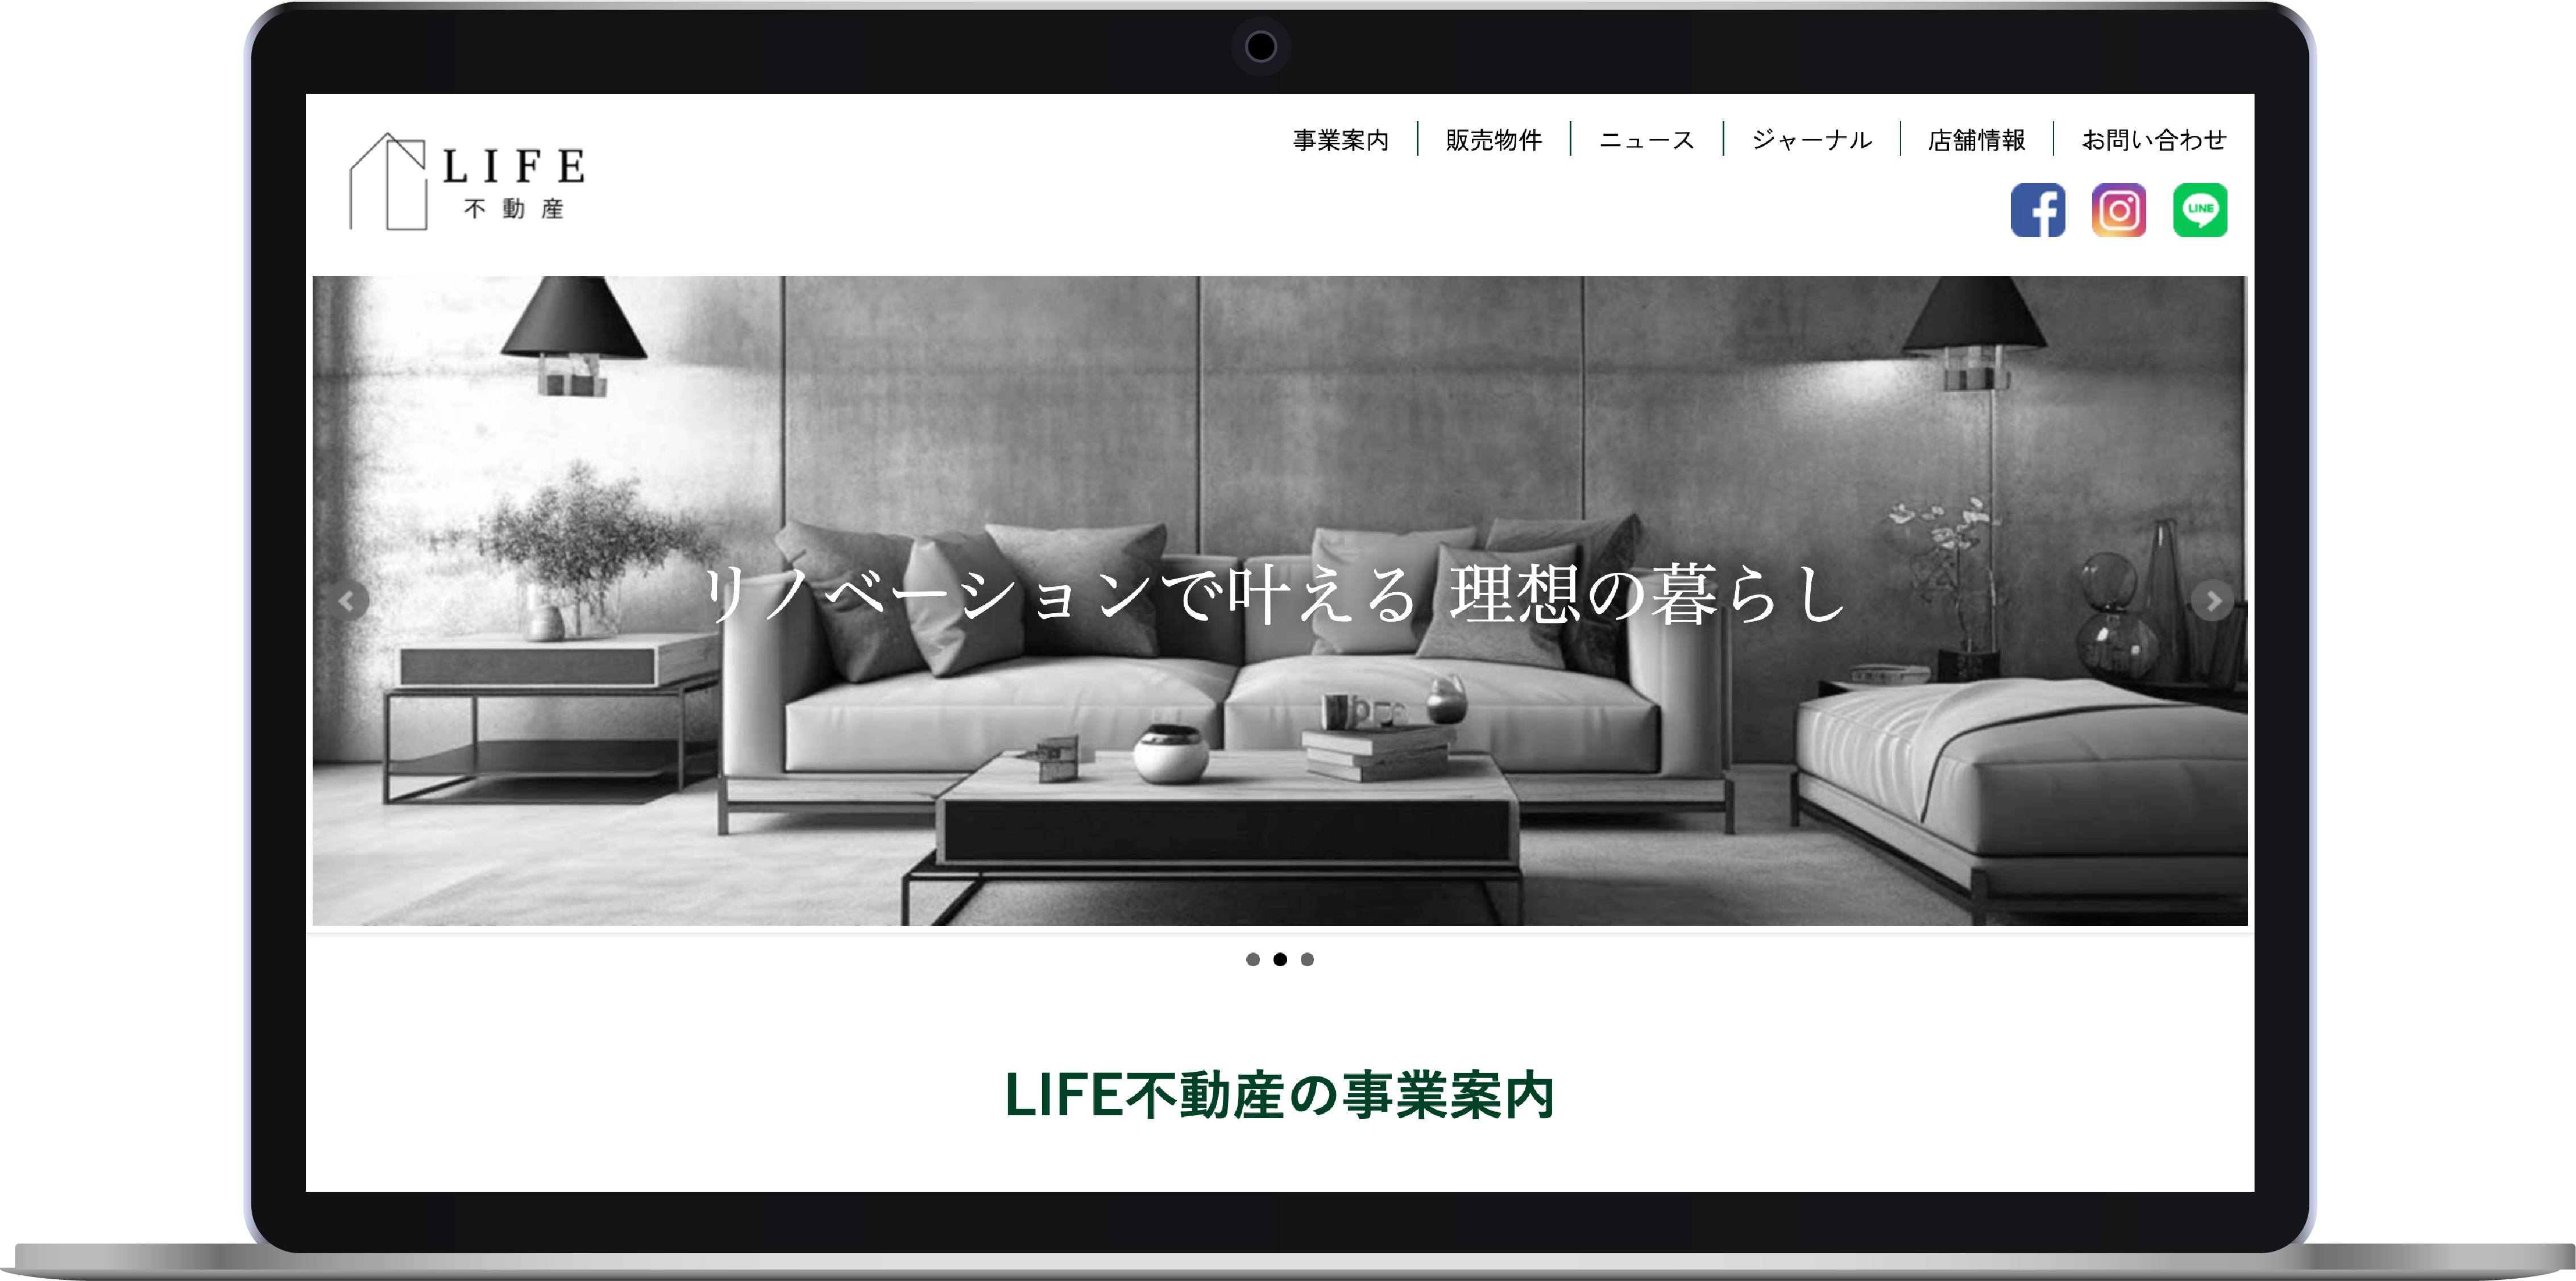 LIFE
不動産
事業案内
販売物件
ニュース
ジャーナル
店舗情報
お問い合わせ
LINE
リノベーションで叶える 理想の暮らし
LIFE不動産の事業案内